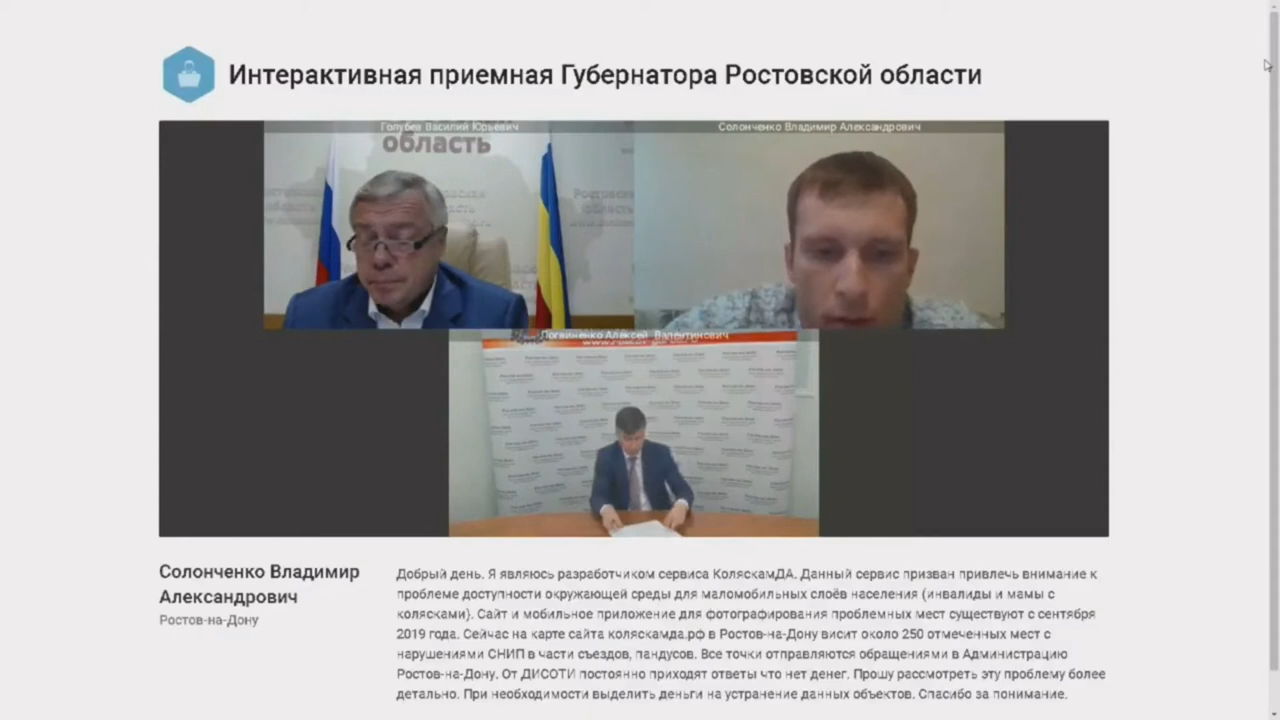 Интерактивная приемная Губернатора Ростовской области
Голубев Василий Юрьевич
Солонченко Владимир Александрович
область
Логвиненко Алексей Валентинович
Солонченко Владимир
Александрович
Ростов-на-Дону
Добрый день. Я являюсь разработчиком сервиса КоляскамДА. Данный сервис призван привлечь внимание к
проблеме доступности окружающей среды для маломобильных слоёв населения (инвалиды и мамы с
колясками). Сайт и мобильное приложение для фотографирования проблемных мест существуют с сентября
2019 года. Сейчас на карте сайта коляскамда.рф в Ростов-на-Дону висит около 250 отмеченных мест с
нарушениями СНИП в части съездов, пандусов. Все точки отправляются обращениями в Администрацию
Ростов-на-Дону. От ДИСОТИ постоянно приходят ответы что нет денег. Прошу рассмотреть эту проблему более
детально. При необходимости выделить деньги на устранение данных объектов. Спасибо за понимание.